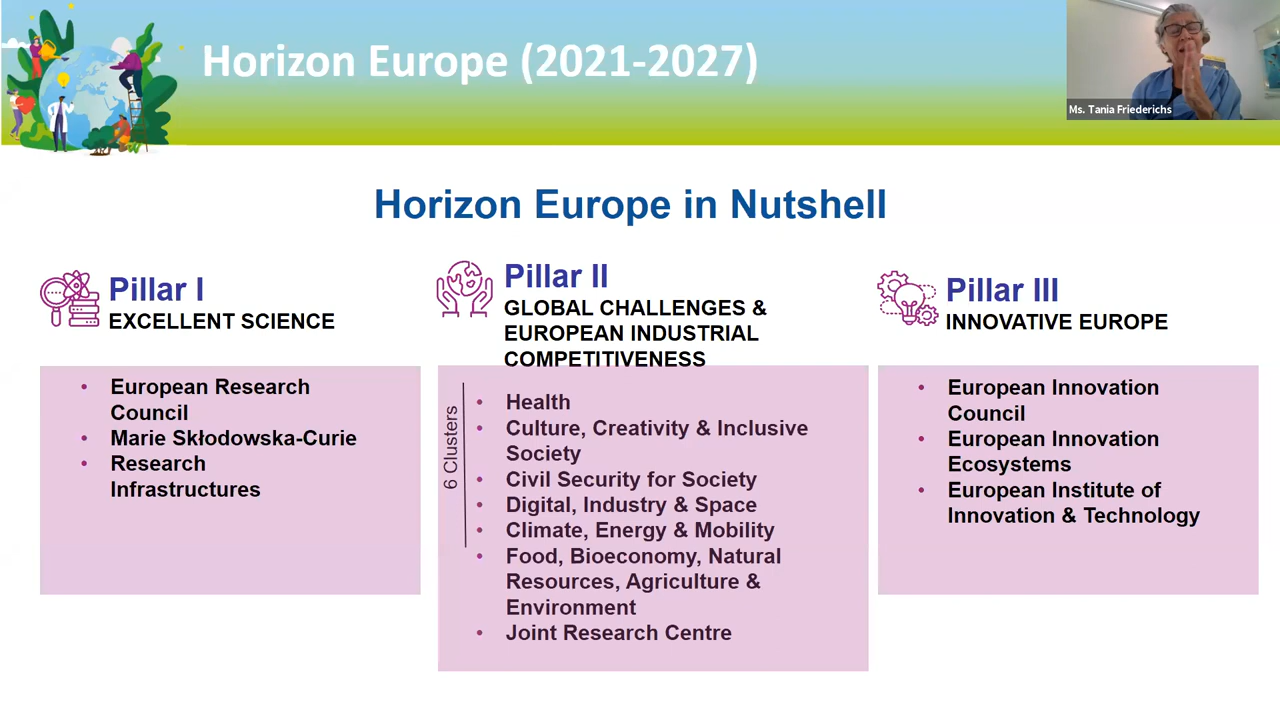 Horizon Europe (2021-2027)
Ms. Tania Friederichs
Horizon Europe in Nutshell
Pillar I
EXCELLENT SCIENCE
• European Research
Council
• Marie Skłodowska-Curie
• Research
Infrastructures
Pillar II
GLOBAL CHALLENGES &
EUROPEAN INDUSTRIAL
COMPETITIVENESS
6 Clusters
• Health
• Culture, Creativity & Inclusive
Society
• Civil Security for Society
• Digital, Industry & Space
• Climate, Energy & Mobility
• Food, Bioeconomy, Natural
Resources, Agriculture &
Environment
• Joint Research Centre
Pillar III
INNOVATIVE EUROPE
• European Innovation
Council
• European Innovation
Ecosystems
• European Institute of
Innovation & Technology